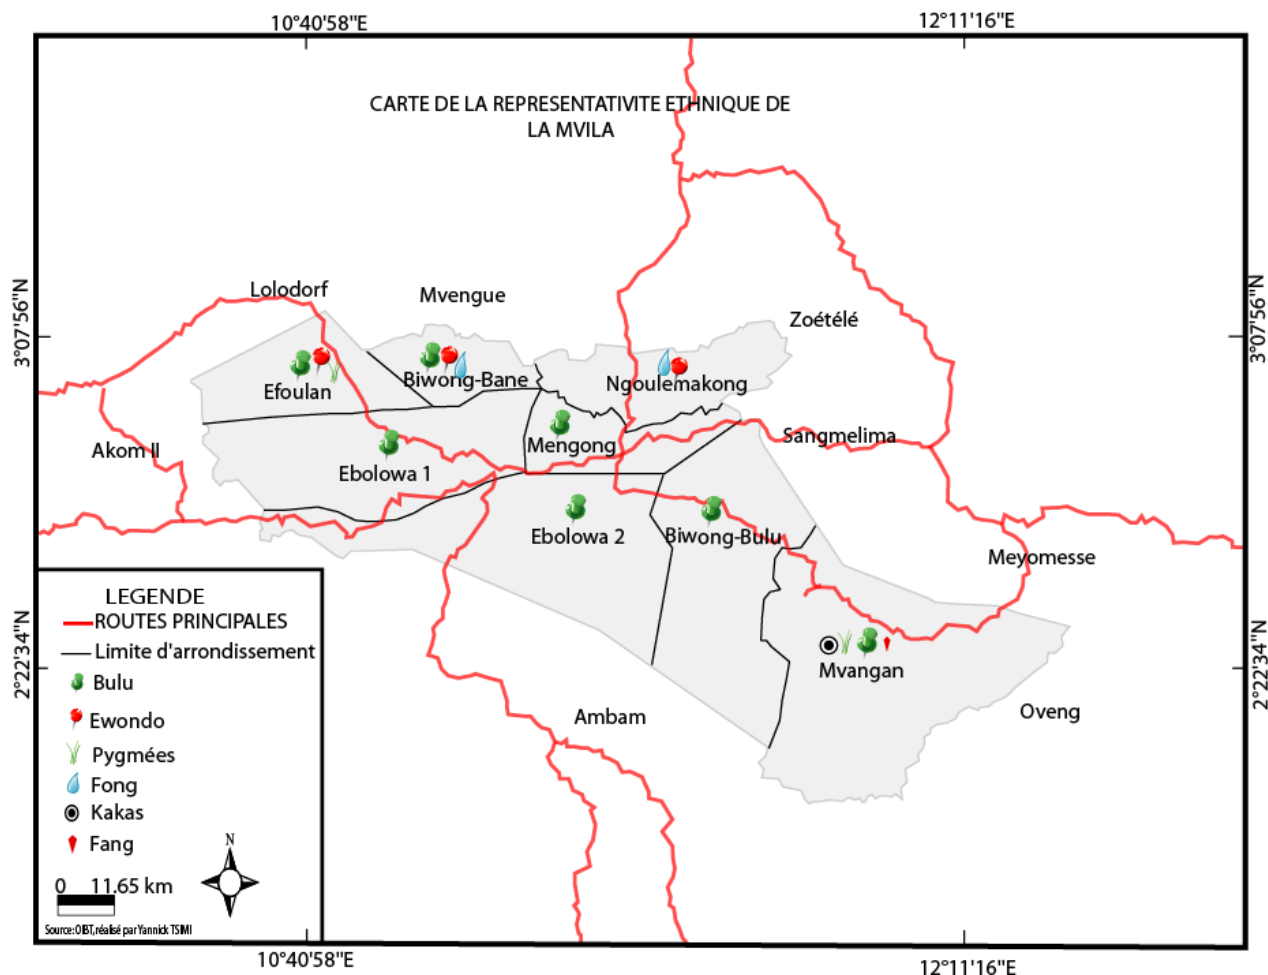 10°40'58"E
12°11'16"E
CARTE DE LA REPRESENTATIVITE ETHNIQUE DE
LA MVILA
3°07'56"N
3°07'56"N
Lolodorf
Mvengue
Zoétélé
Efoulan
Biwong-Bane
Ngoulemakong
Akom II
Ebolowa 1
Mengong
Sangmelima
Ebolowa 2
Biwong-Bulu
Meyomesse
Mvangan
Ambam
Oveng
2°22'34"N
2°22'34"N
LEGENDE
ROUTES PRINCIPALES
Limite d'arrondissement
Bulu
Ewondo
Pygmées
Fong
Kakas
Fang
N
0 11.65 km
Source: OIBT, réalisé par Yannick TSIMI
10°40'58"E
12°11'16"E